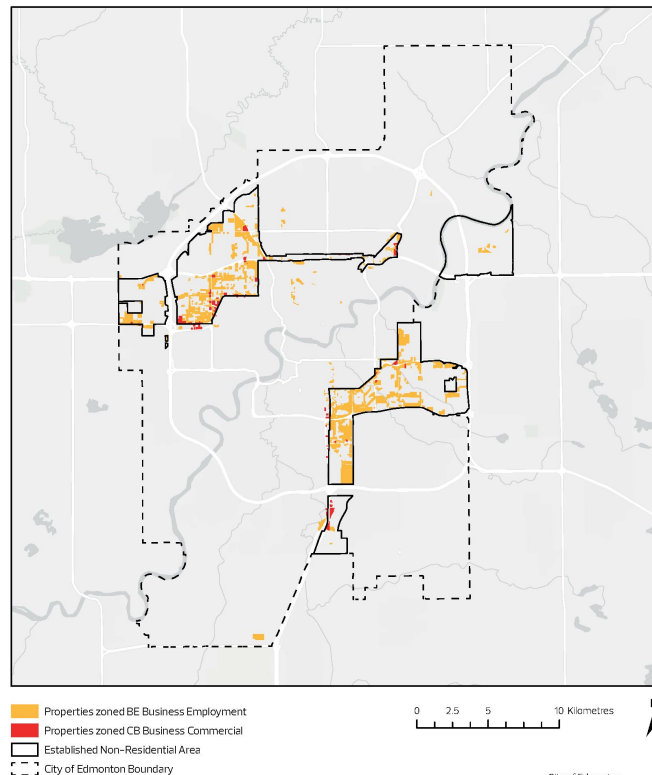 Properties zoned BE Business Employment
Properties zoned CB Business Commercial
Established Non-Residential Area
City of Edmonton Boundary
0 2.5 5 10 Kilometres